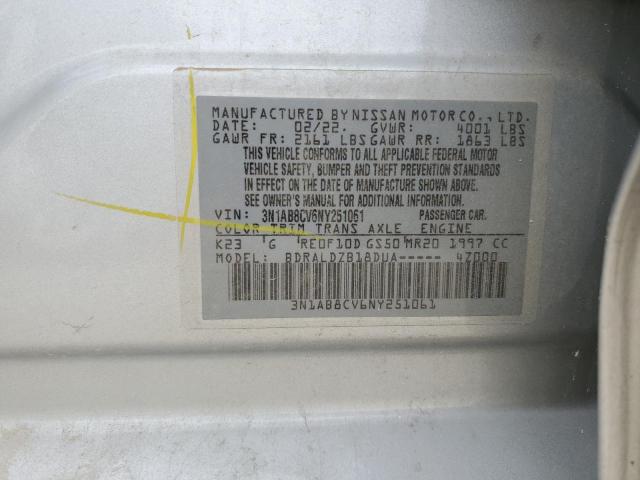 MANUFACTURED BY NISSAN MOTOR CO., LTD.
DATE: 02/22. GVWR: 4001 LBS
GAWR FR: 2161 LBS GAWR RR: 1863 LBS
THIS VEHICLE CONFORMS TO ALL APPLICABLE FEDERAL MOTOR
VEHICLE SAFETY, BUMPER AND THEFT PREVENTION STANDARDS
IN EFFECT ON THE DATE OF MANUFACTURE SHOWN ABOVE.
SEE OWNER'S MANUAL FOR ADDITIONAL INFORMATION.
VIN: 3N1AB8CV6NY251061 PASSENGER CAR.
COLOR TRIM TRANS AXLE ENGINE
K23 G RE0F10D GS50 MR20 1997 CC
MODEL: BDRALDZB18DUA----- 4Z000
3N1AB8CV6NY251061